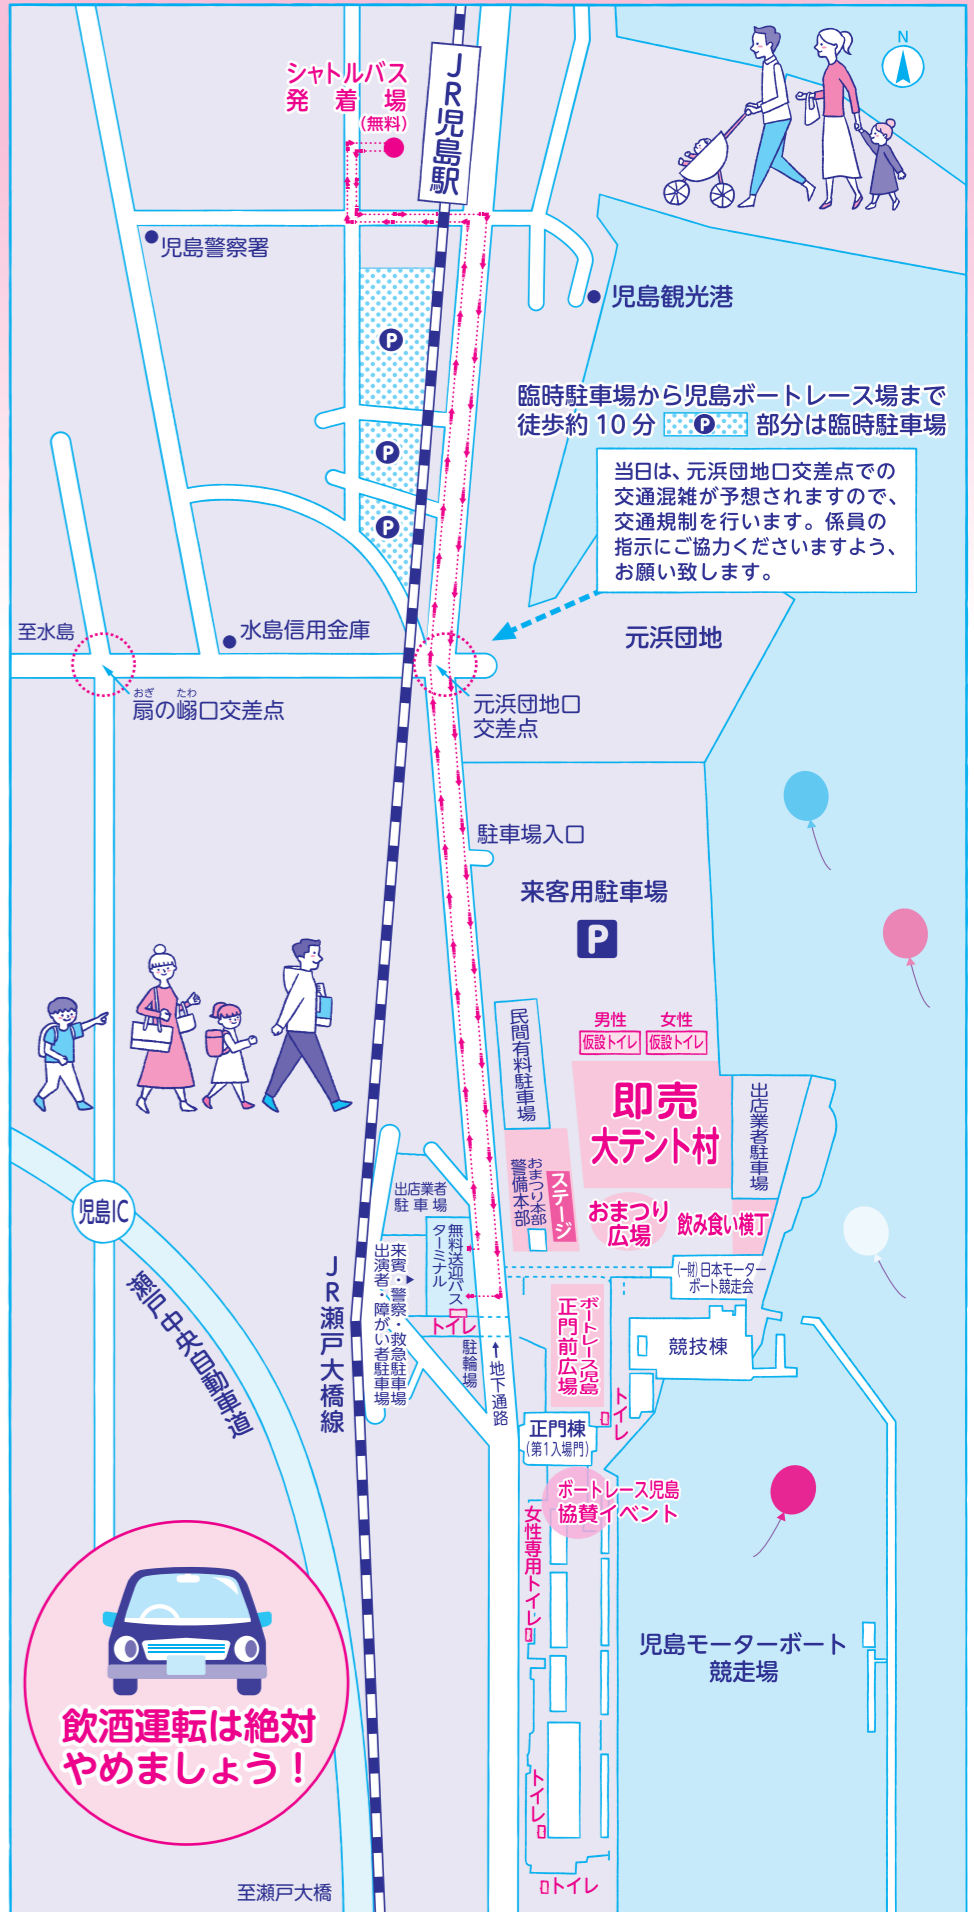 N
シャトルバス
発着場
(無料)
JR児島駅
児島警察署
児島観光港
P
臨時駐車場から児島ボートレース場まで
徒歩約10分 P 部分は臨時駐車場
P
P
当日は、元浜団地口交差点での
交通混雑が予想されますので、
交通規制を行います。係員の
指示にご協力くださいますよう、
お願い致します。
至水島
水島信用金庫
元浜団地
おぎ たわ
扇の嵶口交差点
元浜団地口
交差点
駐車場入口
来客用駐車場
P
民間有料駐車場
男性
仮設トイレ
女性
仮設トイレ
即売
大テント村
出店業者駐車場
おまつり本部
警備本部
ステージ
おまつり
広場
飲み食い横丁
出店業者
駐車場
児島IC
無料送迎バス
ターミナル
来賓・警察・救急駐車場
出演者・障がい者駐車場
(一財)日本モーター
ボート競走会
瀬戸中央自動車道
JR瀬戸大橋線
トイレ
駐輪場
地下通路
ボートレース児島
正門前広場
競技棟
トイレ
正門棟
(第1入場門)
ボートレース児島
協賛イベント
女性専用トイレ
児島モーターボート
競走場
飲酒運転は絶対
やめましょう！
トイレ
トイレ
至瀬戸大橋